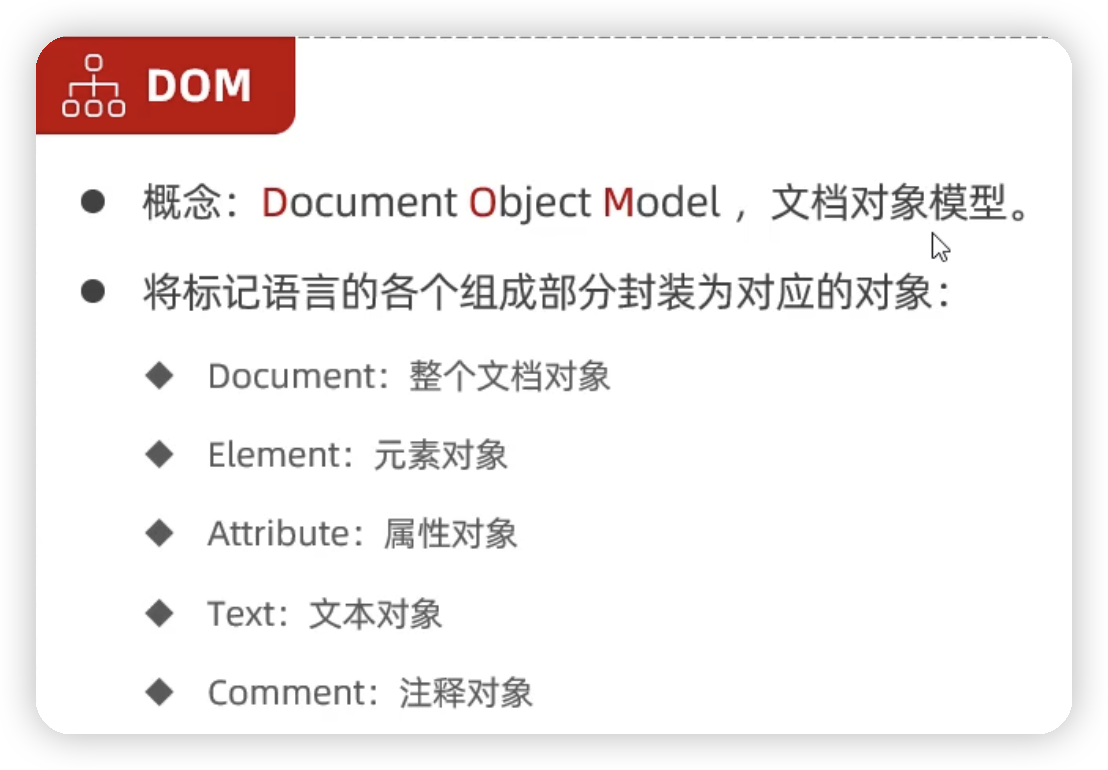 DOM
概念：Document Object Model ，文档对象模型。
将标记语言的各个组成部分封装为对应的对象：
Document：整个文档对象
Element：元素对象
Attribute：属性对象
Text：文本对象
Comment：注释对象